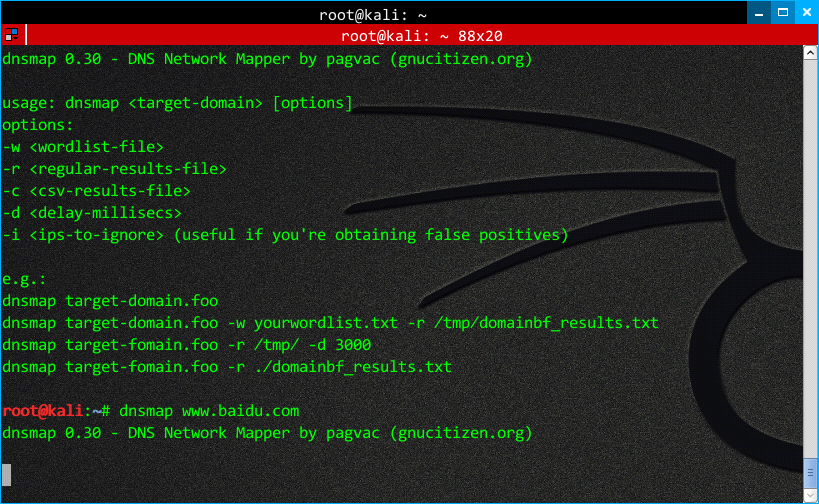 root@kali: ~
root@kali: ~ 88x20
dnsmap 0.30 - DNS Network Mapper by pagvac (gnucitizen.org)
usage: dnsmap <target-domain> [options]
options:
-w <wordlist-file>
-r <regular-results-file>
-c <csv-results-file>
-d <delay-millisecs>
-i <ips-to-ignore> (useful if you're obtaining false positives)
e.g.:
dnsmap target-domain.foo
dnsmap target-domain.foo -w yourwordlist.txt -r /tmp/domainbf_results.txt
dnsmap target-fomain.foo -r /tmp/ -d 3000
dnsmap target-fomain.foo -r ./domainbf_results.txt
root@kali:~# dnsmap www.baidu.com
dnsmap 0.30 - DNS Network Mapper by pagvac (gnucitizen.org)